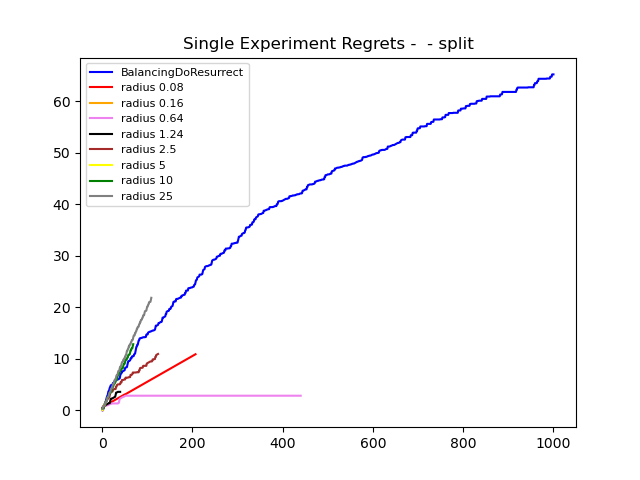 Single Experiment Regrets -  - split
BalancingDoResurrect
radius 0.08
radius 0.16
radius 0.64
radius 1.24
radius 2.5
radius 5
radius 10
radius 25
60
50
40
30
20
10
0
0 200 400 600 800 1000